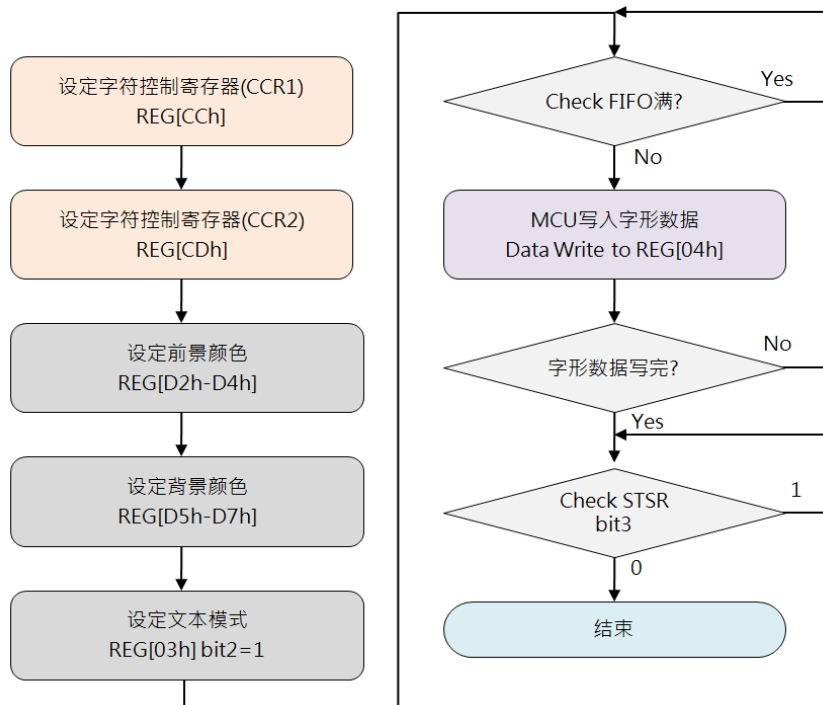 设定字符控制寄存器(CCR1)
REG[CCh]
设定字符控制寄存器(CCR2)
REG[CDh]
设定前景颜色
REG[D2h-D4h]
设定背景颜色
REG[D5h-D7h]
设定文本模式
REG[03h] bit2=1
Check FIFO满?
Yes
No
MCU写入字形数据
Data Write to REG[04h]
字形数据写完?
No
Yes
Check STSR
bit3
1
0
结束